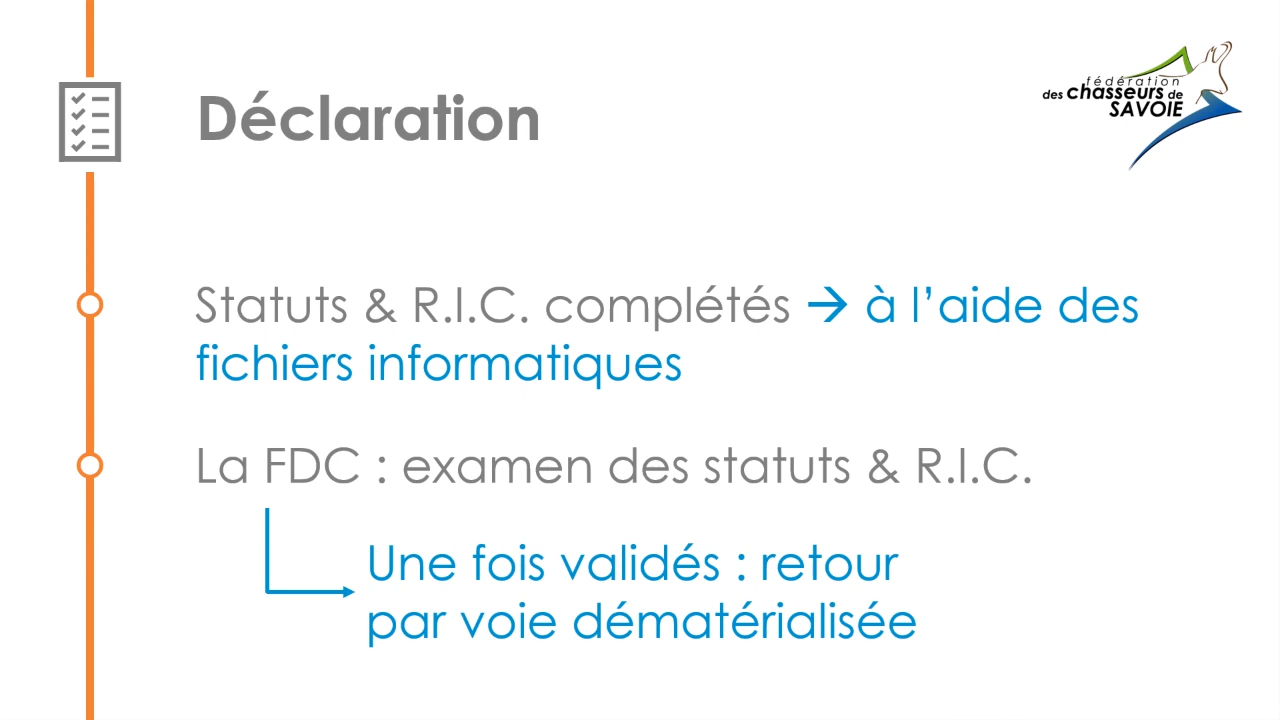 Déclaration
fédération
des chasseurs de
SAVOIE
Statuts & R.I.C. complétés → à l’aide des
fichiers informatiques
La FDC : examen des statuts & R.I.C.
Une fois validés : retour
par voie dématérialisée